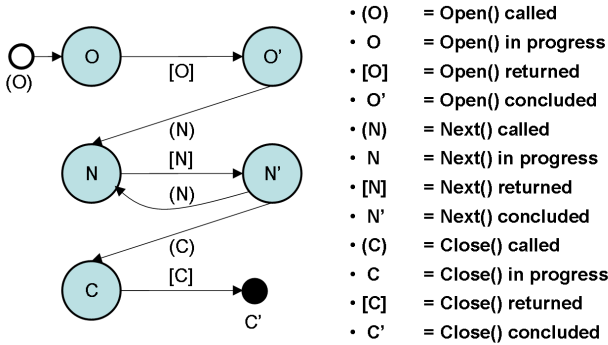 O
[O]
O'
(O)
(N)
N
[N]
N'
(N)
(C)
C
[C]
C'
• (O) = Open() called
• O = Open() in progress
• [O] = Open() returned
• O' = Open() concluded
• (N) = Next() called
• N = Next() in progress
• [N] = Next() returned
• N' = Next() concluded
• (C) = Close() called
• C = Close() in progress
• [C] = Close() returned
• C' = Close() concluded